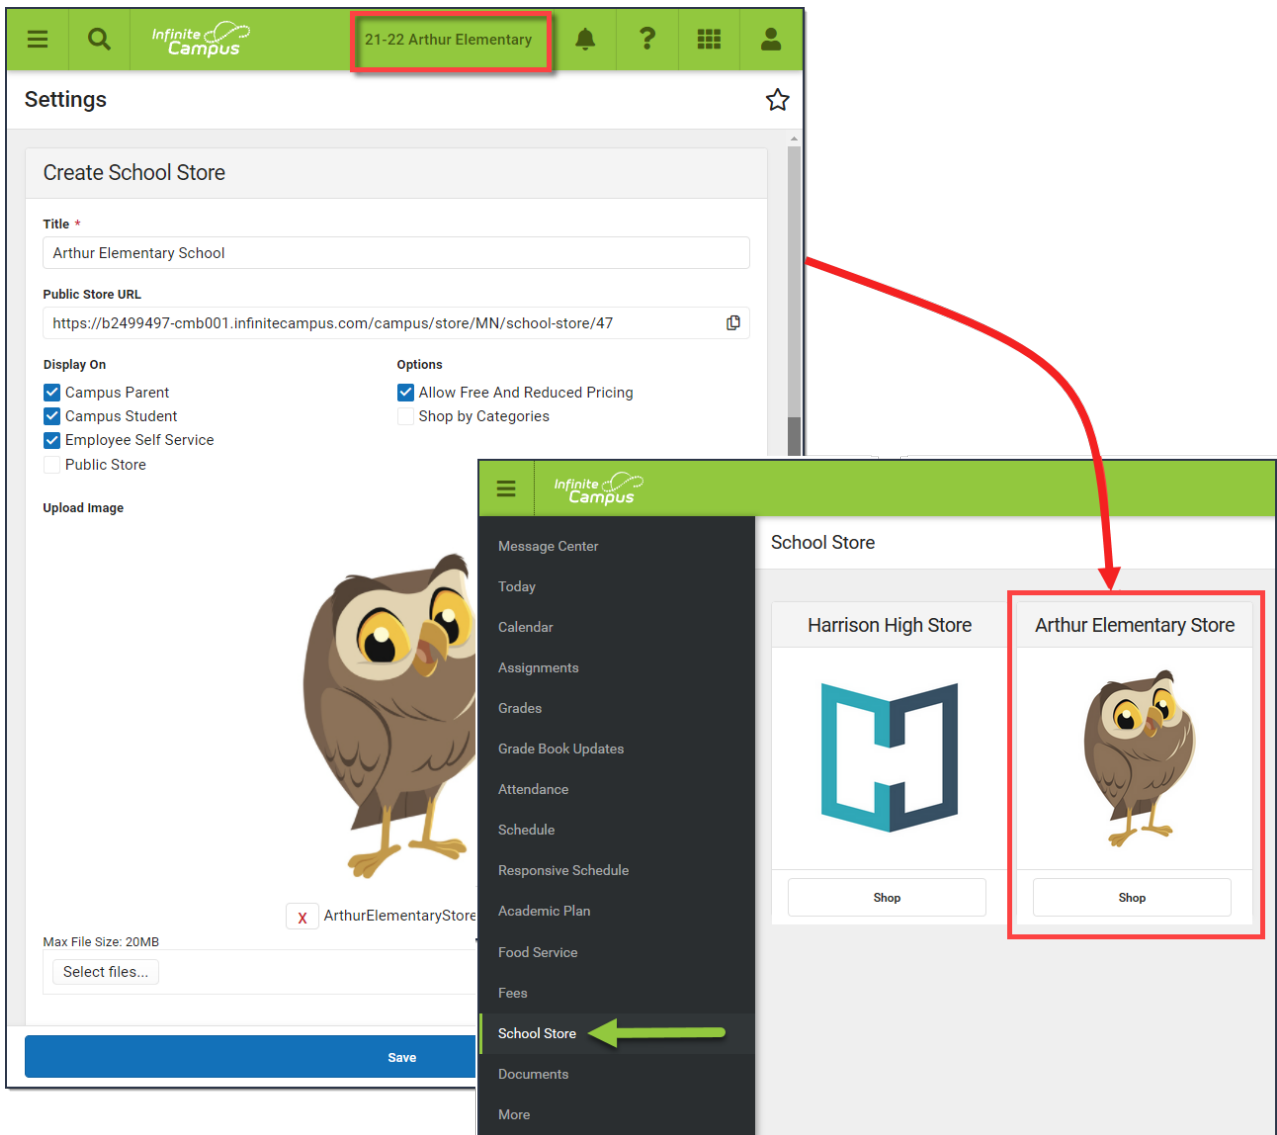 Infinite Campus
21-22 Arthur Elementary
?
Settings
Create School Store
Title *
Arthur Elementary School
Public Store URL
https://b2499497-cmb001.infinitecampus.com/campus/store/MN/school-store/47
Display On
Options
Campus Parent
Allow Free And Reduced Pricing
Campus Student
Shop by Categories
Employee Self Service
Public Store
Upload Image
X ArthurElementaryStore
Max File Size: 20MB
Select files...
Save
Infinite Campus
Message Center
Today
Calendar
Assignments
Grades
Grade Book Updates
Attendance
Schedule
Responsive Schedule
Academic Plan
Food Service
Fees
School Store
Documents
More
School Store
Harrison High Store
Shop
Arthur Elementary Store
Shop